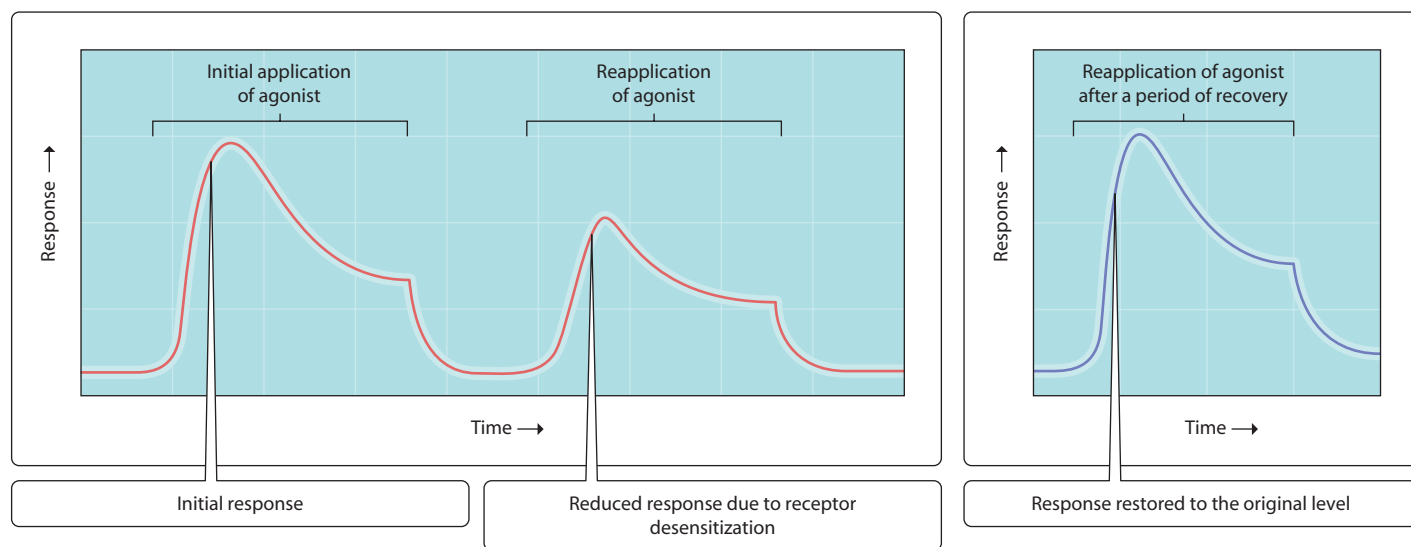 Initial application
of agonist
Reapplication
of agonist
Response →
Time →
Initial response
Reduced response due to receptor
desensitization
Reapplication of agonist
after a period of recovery
Response →
Time →
Response restored to the original level